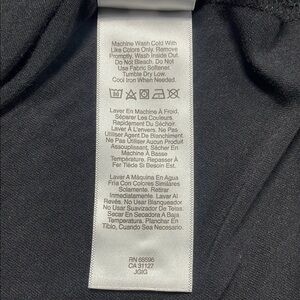 Machine Wash Cold With
Like Colors Only. Remove
Promptly. Wash Inside Out.
Do Not Bleach. Do Not
Use Fabric Softener.
Tumble Dry Low.
Cool Iron When Needed.
Laver En Machine À Froid.
Séparer Les Couleurs.
Rapidement Du Séchoir.
Laver À L'envers. Ne Pas
Utiliser Agent De Blanchiment.
Ne Pas Utiliser Aucun Produit
Assouplissant. Sécher En
Machine À Basse
Température. Repasser À
Fer Tiède Si Besoin Est.
Lavar A Máquina En Agua
Fria Con Colores Similares
Solamente. Retirar
Inmediatamente. Lavar Al
Revés. No Usar Blanqueador.
No Usar Suavizador De Telas.
Secar En Secadora A Baja
Temperatura. Planchar En
Tibio, Cuando Sea Necesario.
RN 69596
CA 31127
JGIG